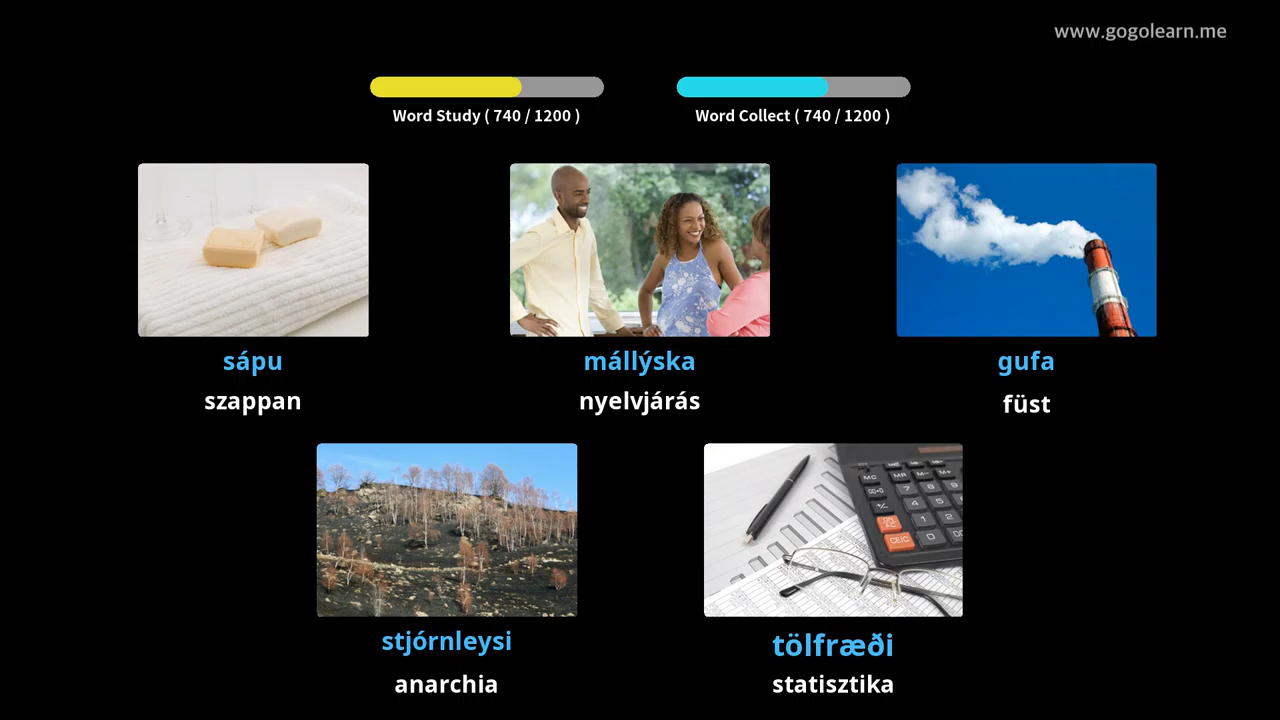 www.gogolearn.me
Word Study ( 740 / 1200 )
Word Collect ( 740 / 1200 )
sápu
szappan
mállýska
nyelvjárás
gufa
füst
stjórnleysi
anarchia
tölfræði
statisztika